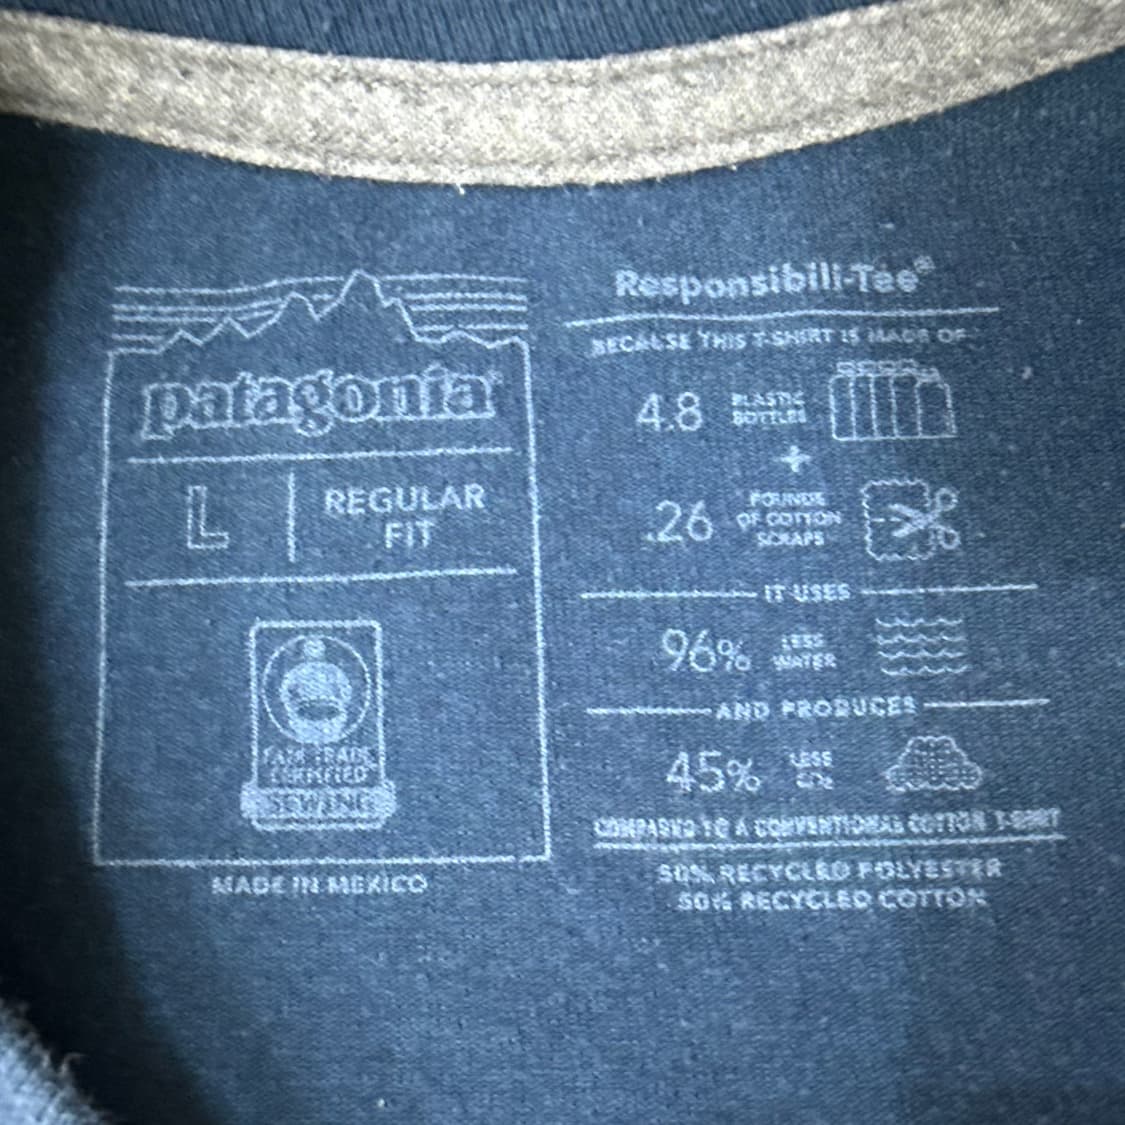 patagonia®
L
REGULAR
FIT
FAIR TRADE
CERTIFIED
SEWING
MADE IN MEXICO
Responsibili-Tee®
BECAUSE THIS T-SHIRT IS MADE OF:
4.8
PLASTIC
BOTTLES
+
.26
POUNDS
OF COTTON
SCRAPS
IT USES
96%
LESS
WATER
AND PRODUCES
45%
LESS
CO₂
COMPARED TO A CONVENTIONAL COTTON T-SHIRT
50% RECYCLED POLYESTER
50% RECYCLED COTTON